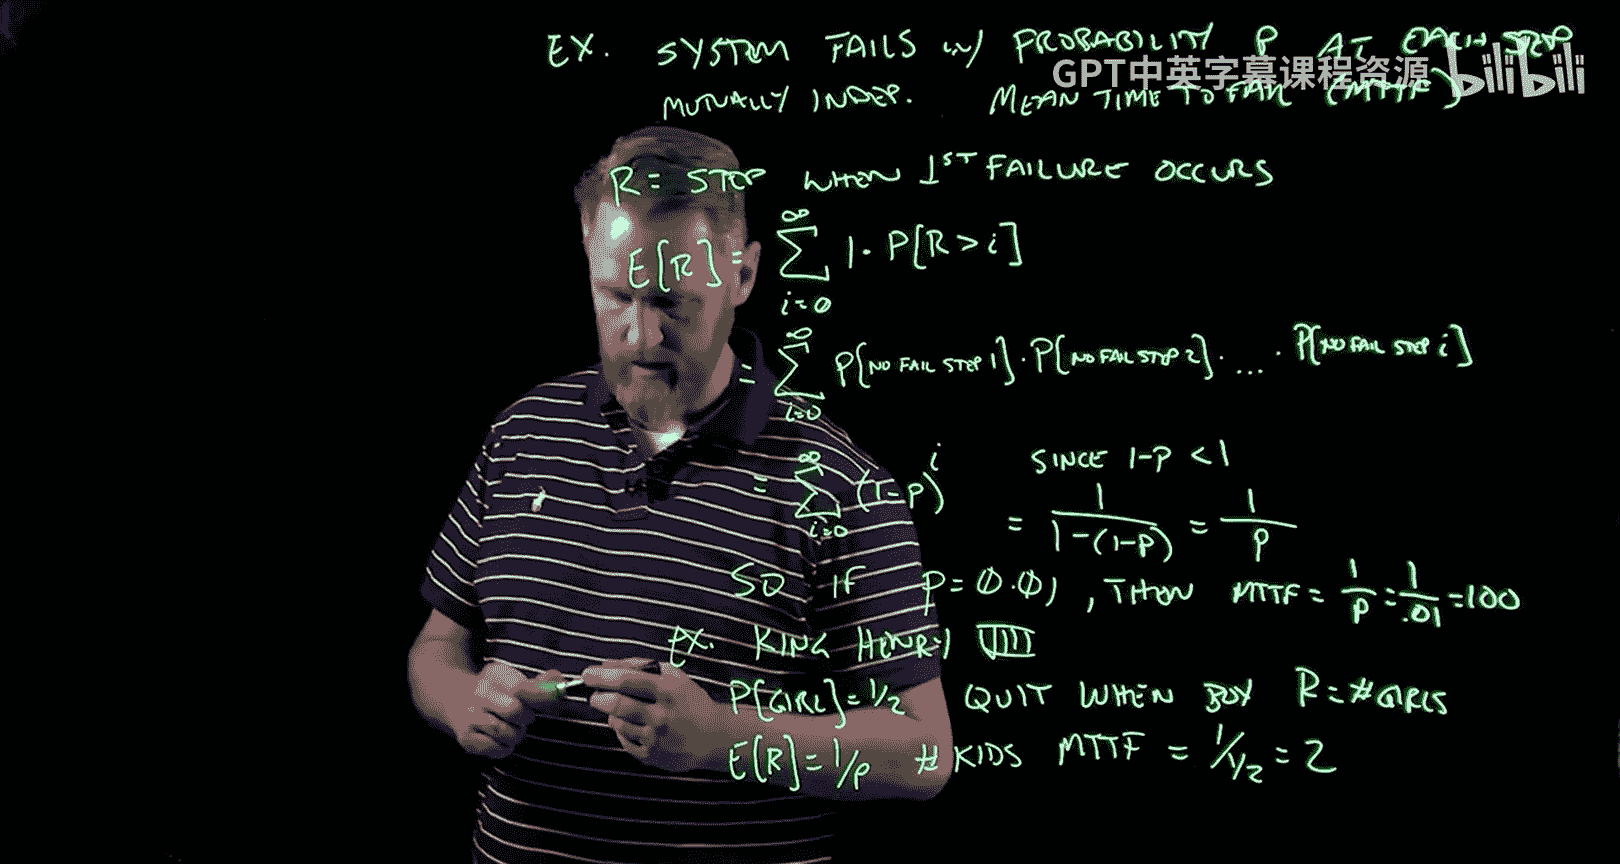 EX. SYSTEM FAILS w/ PROBABILITY P AT EACH STEP
GPT中英字幕课程资源 bilibili
MUTUALLY INDEP. MEAN TIME TO FAIL (MTTF)
R = STOP WHEN 1ST FAILURE OCCURS
E[R] = ∞∑i=0 1· P[R > i]
= ∞∑i=0 P[NO FAIL STEP 1] · P[NO FAIL STEP 2] · ... · P[NO FAIL STEP i]
= ∞∑i=0 (1-P)^i SINCE 1-P < 1
= 1/(1-(1-P)) = 1/P
SO IF P = 0.01, THEN MTTF = 1/P = 1/.01 = 100
EX. KING HENRY VIII
P[GIRL] = 1/2 QUIT WHEN BOY R = # GIRLS
E[R] = 1/P # KIDS MTTF = 1/1/2 = 2